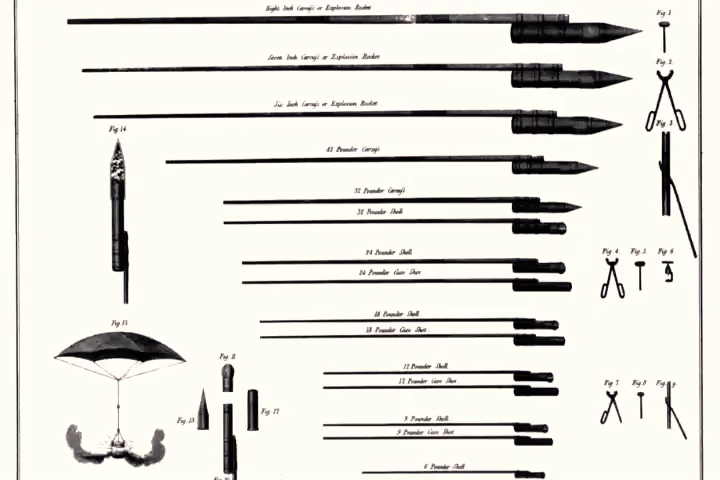 Eight Inch Carcass or Explosion Rocket
Fig. 1
Seven Inch Carcass or Explosion Rocket
Fig. 2.
Six Inch Carcass or Explosion Rocket
Fig. 3
Fig. 14
42 Pounder Carcass
32 Pounder Carcass
32 Pounder Shell
24 Pounder Shell
24 Pounder Case Shot
Fig. 4.
Fig. 5.
Fig. 6
18 Pounder Shell
18 Pounder Case Shot
Fig. 15
Fig. 11
12 Pounder Shell
12 Pounder Case Shot
Fig. 7
Fig. 8
Fig. 9.
Fig. 13
Fig. 12
9 Pounder Shell
9 Pounder Case Shot
6 Pounder Shell